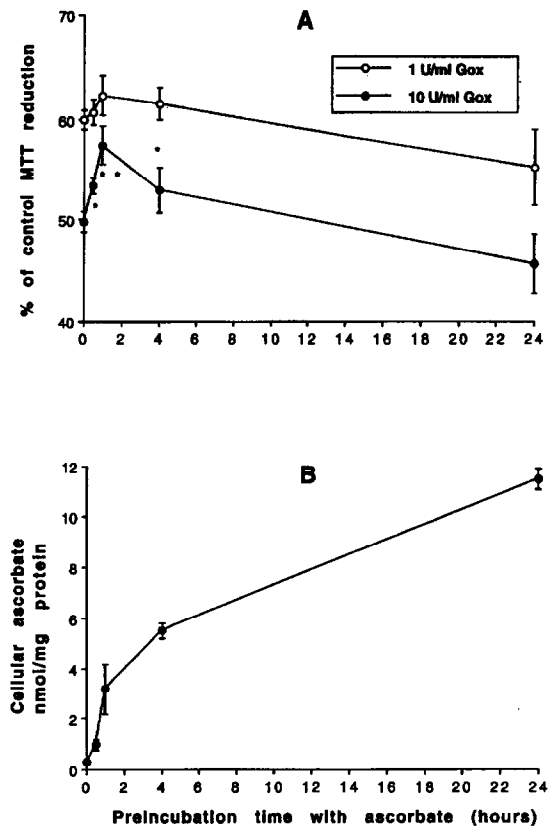 A
% of control MTT reduction
70
60
50
40
1 U/ml Gox
10 U/ml Gox
*
* *
*
0 2 4 6 8 10 12 14 16 18 20 22 24
B
Cellular ascorbate
nmol/mg protein
12
10
8
6
4
2
0
0 2 4 6 8 10 12 14 16 18 20 22 24
Preincubation time with ascorbate (hours)